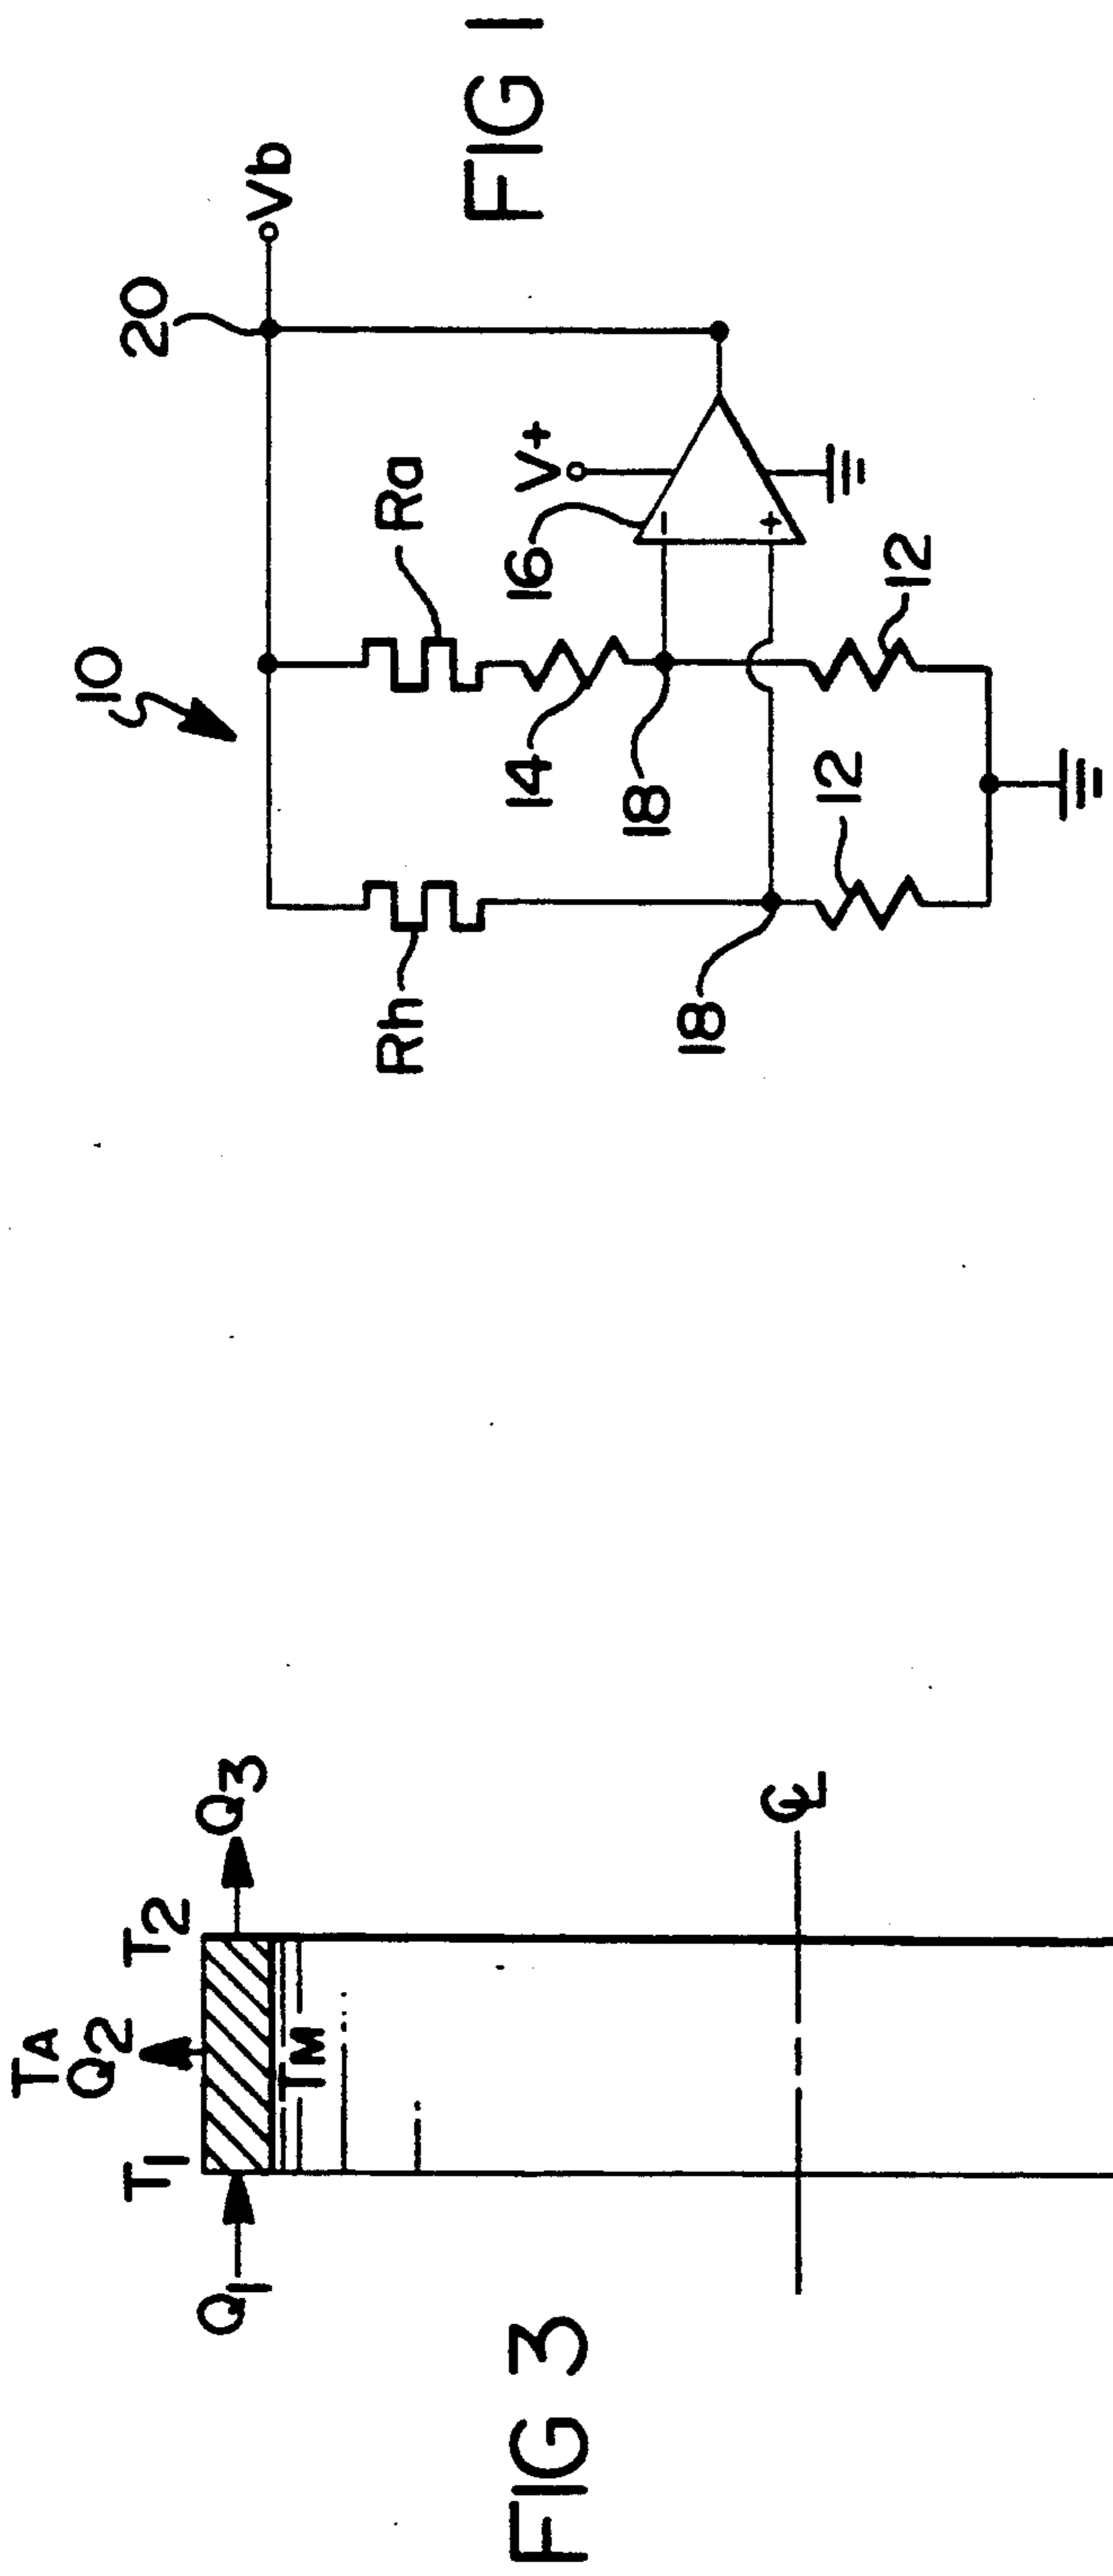 10
20
Vb
Rh
Ra
14
16
V+
−
+
18
18
12
12
FIG 1
TA
T1
Q2
T2
Q1
Q3
TM
℄
FIG 3